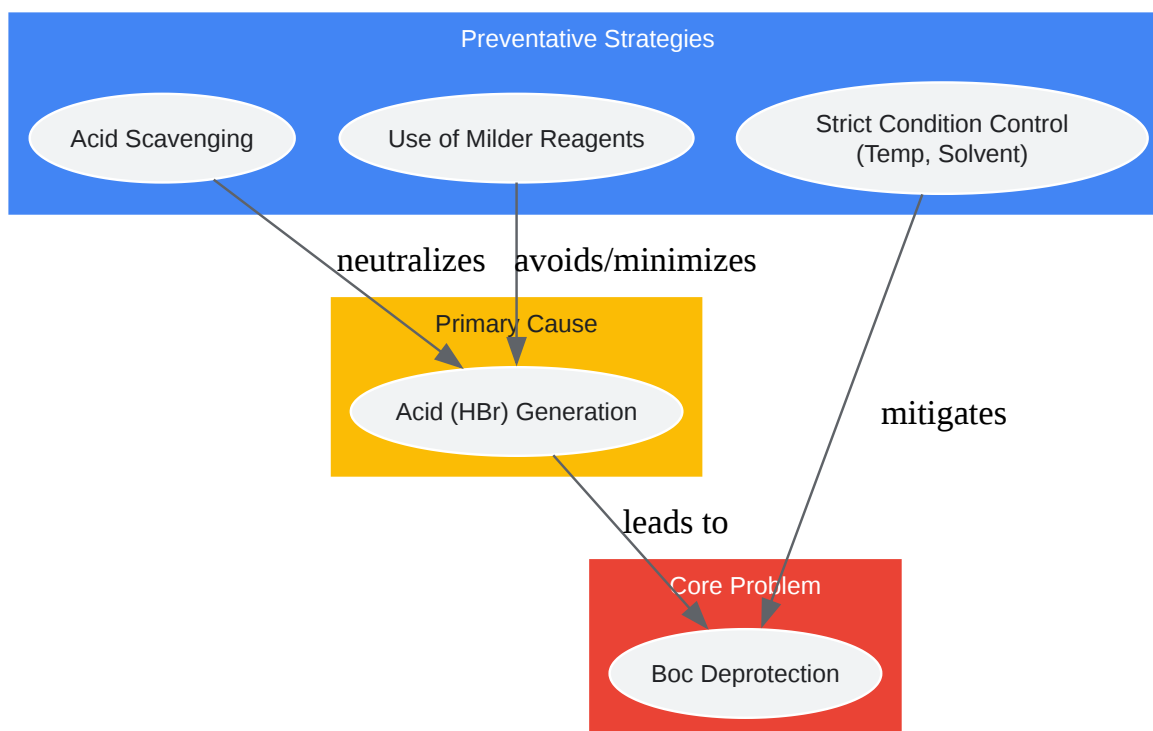 Preventative Strategies
Acid Scavenging
Use of Milder Reagents
Strict Condition Control
(Temp, Solvent)
neutralizes
avoids/minimizes
Primary Cause
Acid (HBr) Generation
mitigates
leads to
Core Problem
Boc Deprotection